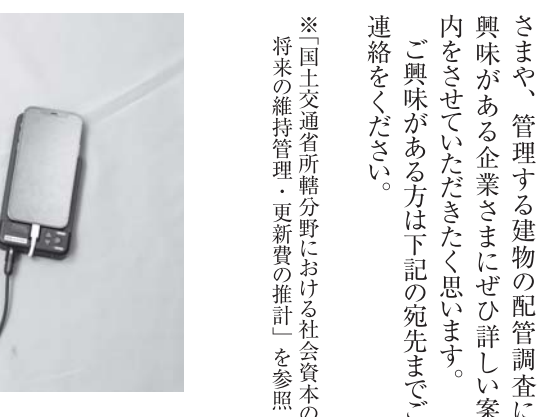 さまや、管理する建物の配管調査に
興味がある企業さまにぜひ詳しい案
内をさせていただきたく思います。
ご興味がある方は下記の宛先までご
連絡をください。
※「国土交通省所轄分野における社会資本の
将来の維持管理・更新費の推計」を参照